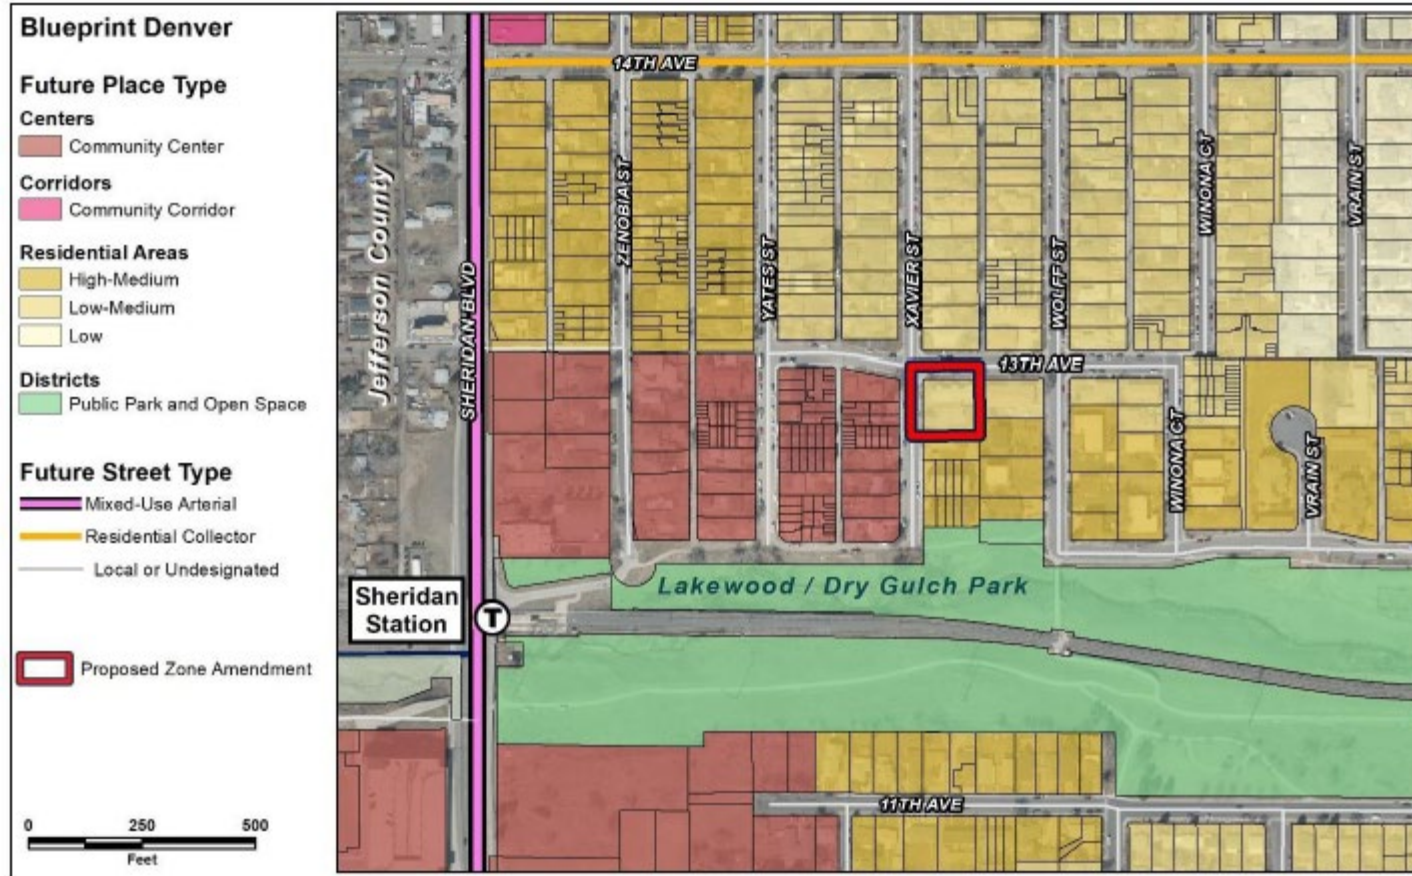 Blueprint Denver
Future Place Type
Centers
Community Center
Corridors
Community Corridor
Residential Areas
High-Medium
Low-Medium
Low
Districts
Public Park and Open Space
Future Street Type
Mixed-Use Arterial
Residential Collector
Local or Undesignated
Proposed Zone Amendment
0 250 500
Feet
14TH AVE
Jefferson County
SHERIDAN BLVD
ZENOBIA ST
YATES ST
XAVIER ST
WOLFF ST
WINONA CT
VRAIN ST
13TH AVE
WINONA CT
VRAIN ST
Lakewood / Dry Gulch Park
Sheridan
Station
T
11TH AVE